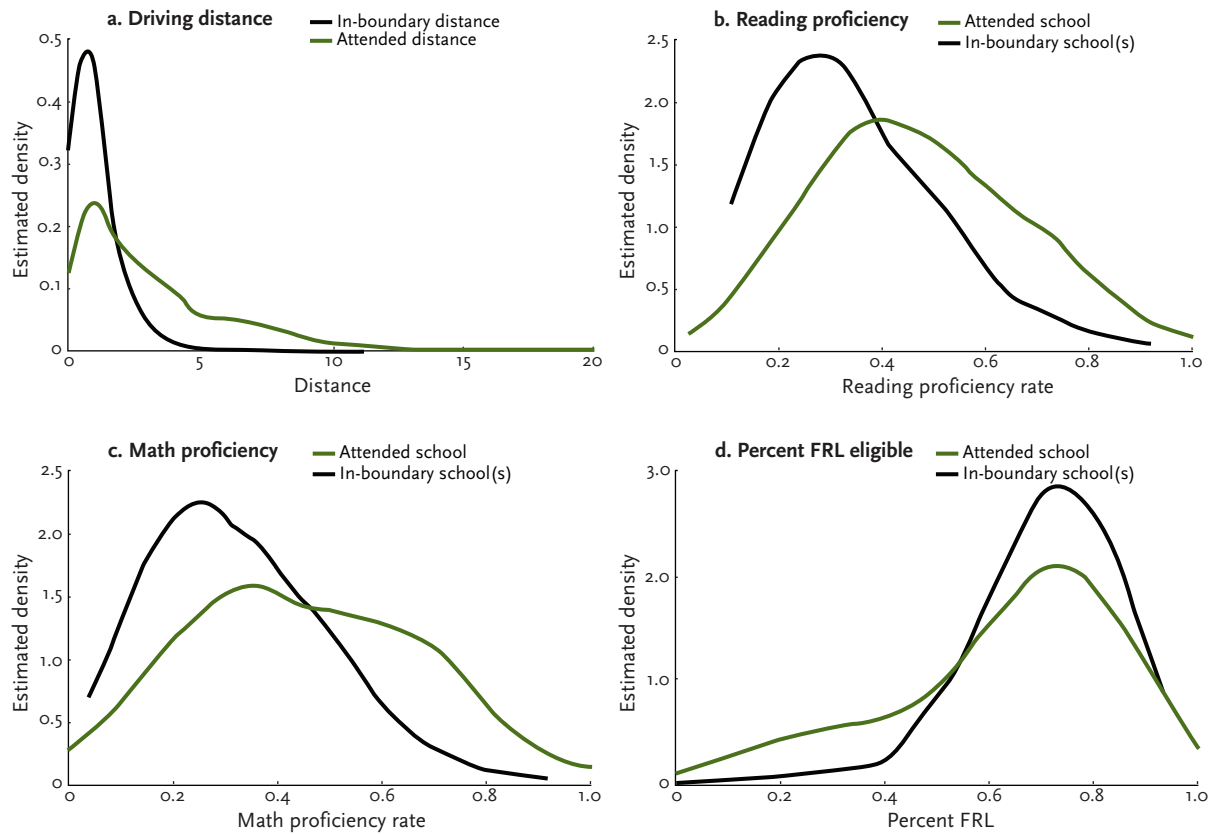 a. Driving distance
In-boundary distance
Attended distance
0.5
0.4
0.3
0.2
0.1
0
Estimated density
0
5
10
15
20
Distance
b. Reading proficiency
Attended school
In-boundary school(s)
2.5
2.0
1.5
1.0
0.5
0
Estimated density
0.2
0.4
0.6
0.8
1.0
Reading proficiency rate
c. Math proficiency
Attended school
In-boundary school(s)
2.5
2.0
1.5
1.0
0.5
0
Estimated density
0
0.2
0.4
0.6
0.8
1.0
Math proficiency rate
d. Percent FRL eligible
Attended school
In-boundary school(s)
3.0
2.0
1.0
0
Estimated density
0
0.2
0.4
0.6
0.8
1.0
Percent FRL